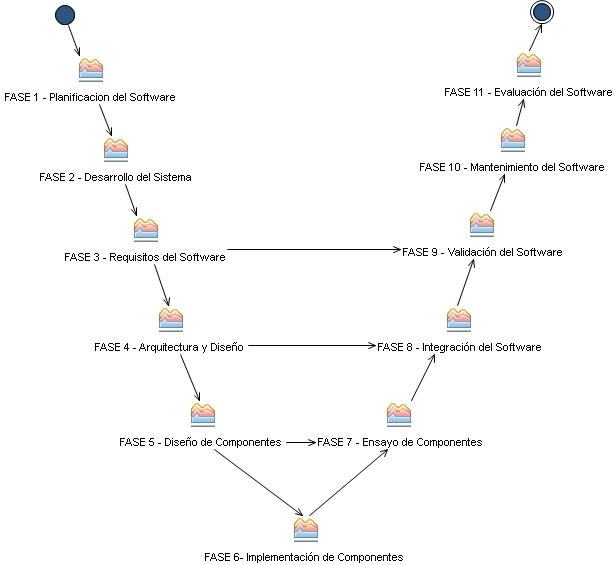 FASE 1 - Planificacion del Software
FASE 11 - Evaluación del Software
FASE 2 - Desarrollo del Sistema
FASE 10 - Mantenimiento del Software
FASE 3 - Requisitos del Software
FASE 9 - Validación del Software
FASE 4 - Arquitectura y Diseño
FASE 8 - Integración del Software
FASE 5 - Diseño de Componentes
FASE 7 - Ensayo de Componentes
FASE 6- Implementación de Componentes